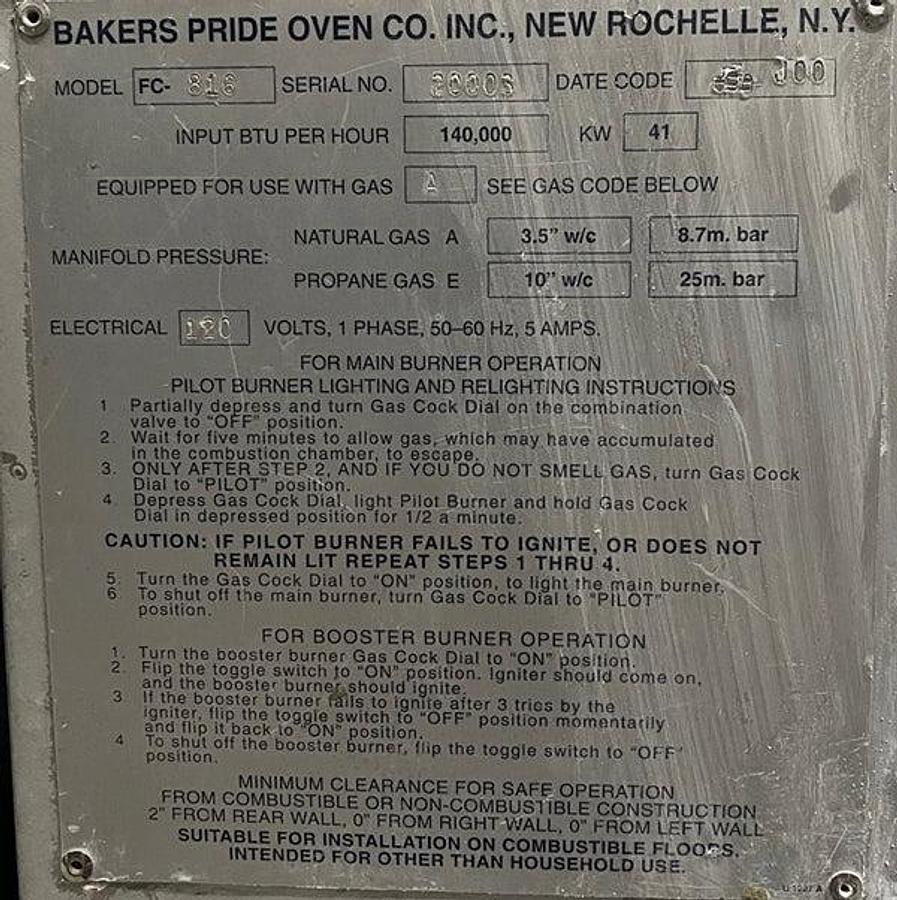 BAKERS PRIDE OVEN CO. INC., NEW ROCHELLE, N.Y.
MODEL FC- 816 SERIAL NO. DATE CODE J00
INPUT BTU PER HOUR 140,000 KW 41
EQUIPPED FOR USE WITH GAS A SEE GAS CODE BELOW
NATURAL GAS A 3.5" w/c 8.7m. bar
MANIFOLD PRESSURE:
PROPANE GAS E 10" w/c 25m. bar
ELECTRICAL 120 VOLTS, 1 PHASE, 50–60 Hz, 5 AMPS.
FOR MAIN BURNER OPERATION
PILOT BURNER LIGHTING AND RELIGHTING INSTRUCTIONS
1 Partially depress and turn Gas Cock Dial on the combination
valve to "OFF" position.
2. Wait for five minutes to allow gas, which may have accumulated
in the combustion chamber, to escape.
3. ONLY AFTER STEP 2, AND IF YOU DO NOT SMELL GAS, turn Gas Cock
Dial to "PILOT" position.
4. Depress Gas Cock Dial, light Pilot Burner and hold Gas Cock
Dial in depressed position for 1/2 a minute.
CAUTION: IF PILOT BURNER FAILS TO IGNITE, OR DOES NOT
REMAIN LIT REPEAT STEPS 1 THRU 4.
5. Turn the Gas Cock Dial to "ON" position, to light the main burner.
6. To shut off the main burner, turn Gas Cock Dial to "PILOT"
position.
FOR BOOSTER BURNER OPERATION
1. Turn the booster burner Gas Cock Dial to "ON" position.
2. Flip the toggle switch to "ON" position. Igniter should come on,
and the booster burner should ignite.
3 If the booster burner fails to ignite after 3 tries by the
igniter, flip the toggle switch to "OFF" position momentarily
and flip it back to "ON" position.
4 To shut off the booster burner, flip the toggle switch to "OFF"
position.
MINIMUM CLEARANCE FOR SAFE OPERATION
FROM COMBUSTIBLE OR NON-COMBUSTIBLE CONSTRUCTION
2" FROM REAR WALL, 0" FROM RIGHT WALL, 0" FROM LEFT WALL
SUITABLE FOR INSTALLATION ON COMBUSTIBLE FLOORS.
INTENDED FOR OTHER THAN HOUSEHOLD USE.